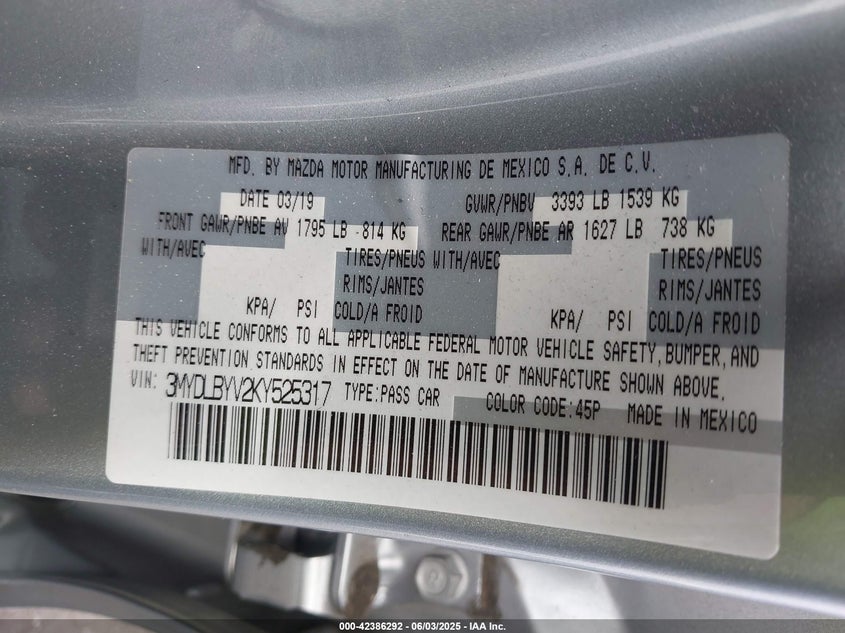 MFD. BY MAZDA MOTOR MANUFACTURING DE MEXICO S.A. DE C.V.
DATE 03/19 GVWR/PNBV 3393 LB 1539 KG
FRONT GAWR/PNBE AV 1795 LB 814 KG REAR GAWR/PNBE AR 1627 LB 738 KG
WITH/AVEC TIRES/PNEUS WITH/AVEC TIRES/PNEUS
RIMS/JANTES RIMS/JANTES
KPA/ PSI COLD/A FROID KPA/ PSI COLD/A FROID
THIS VEHICLE CONFORMS TO ALL APPLICABLE FEDERAL MOTOR VEHICLE SAFETY, BUMPER, AND
THEFT PREVENTION STANDARDS IN EFFECT ON THE DATE OF MANUFACTURE SHOWN ABOVE.
VIN: 3MYDLBYV2KY525317 TYPE:PASS CAR COLOR CODE:45P MADE IN MEXICO
000-42386292 - 06/03/2025 - IAA Inc.